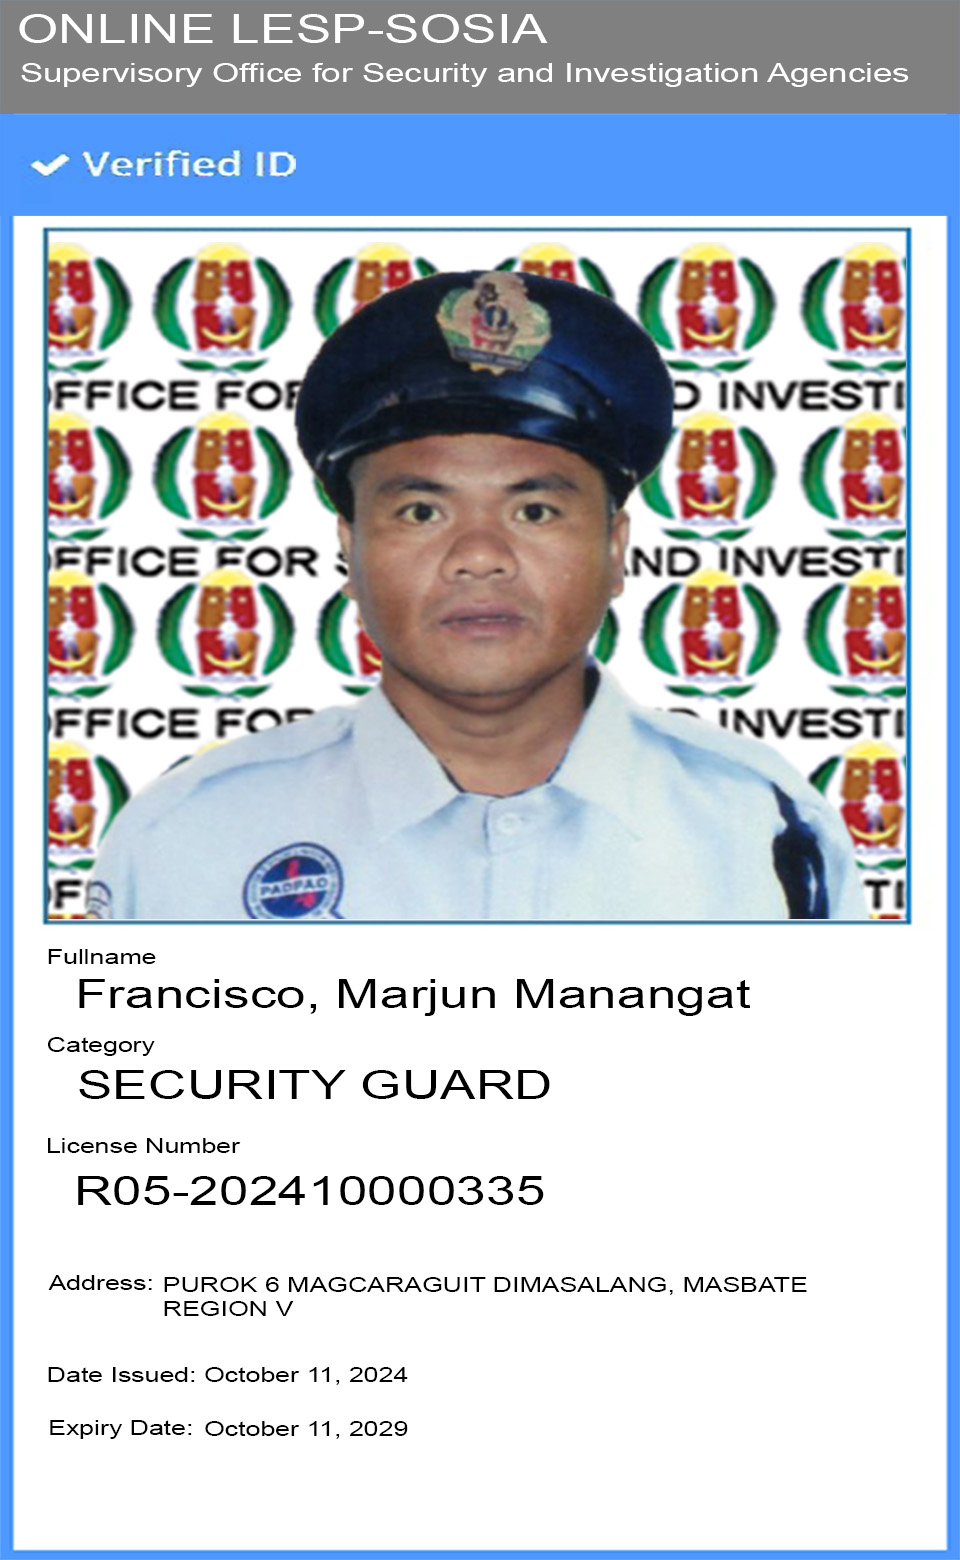 ONLINE LESP-SOSIA
Supervisory Office for Security and Investigation Agencies
Verified ID
FFICE FOR INVESTI
FFICE FOR ND INVESTI
FFICE FOR INVESTI
PADPAO
Fullname
Francisco, Marjun Manangat
Category
SECURITY GUARD
License Number
R05-202410000335
Address: PUROK 6 MAGCARAGUIT DIMASALANG, MASBATE
REGION V
Date Issued: October 11, 2024
Expiry Date: October 11, 2029